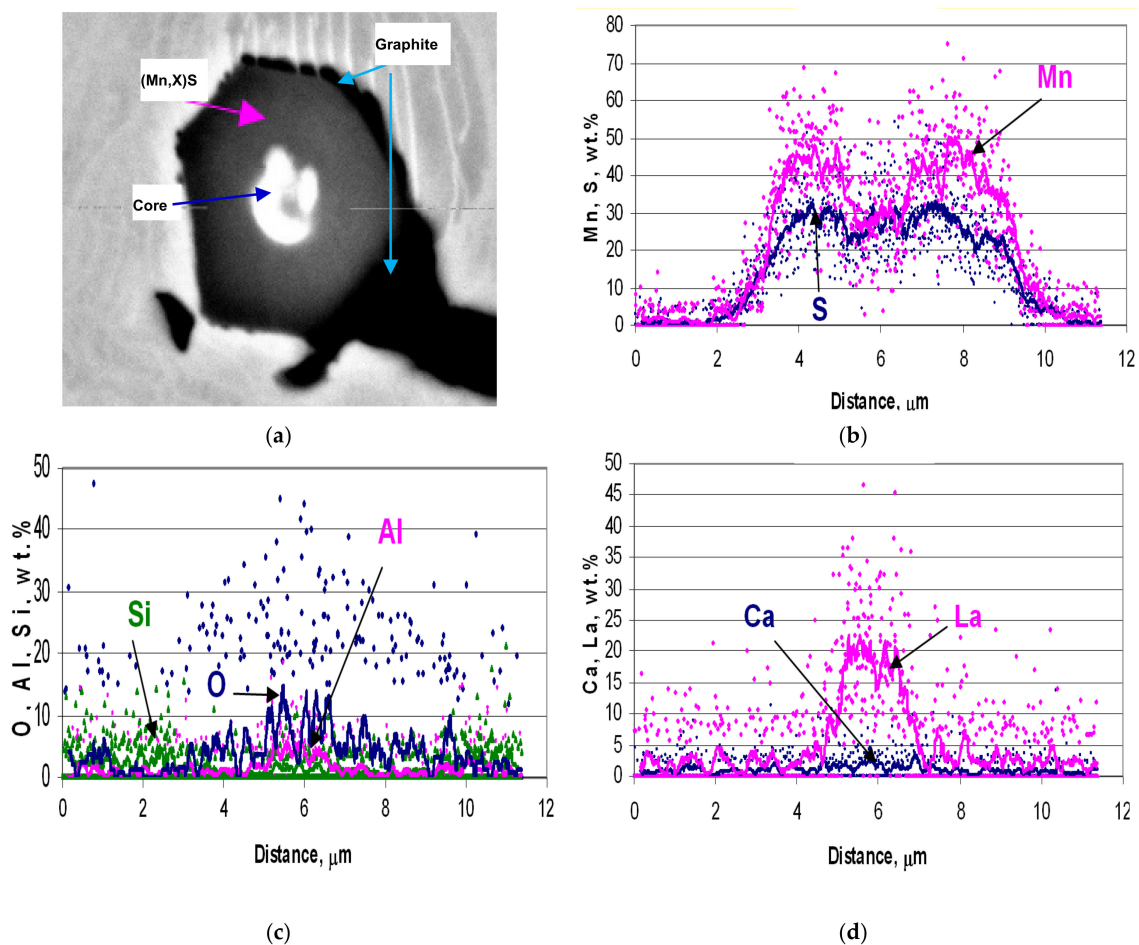 Graphite
(Mn,X)S
Core
(a)
Mn, S, wt.%
80
70
60
50
40
30
20
10
0
Mn
S
0 2 4 6 8 10 12
Distance, μm
(b)
O, Al, Si, wt.%
50
40
30
20
10
0
Al
Si
O
0 2 4 6 8 10 12
Distance, μm
(c)
Ca, La, wt.%
50
45
40
35
30
25
20
15
10
5
0
Ca
La
0 2 4 6 8 10 12
Distance, μm
(d)